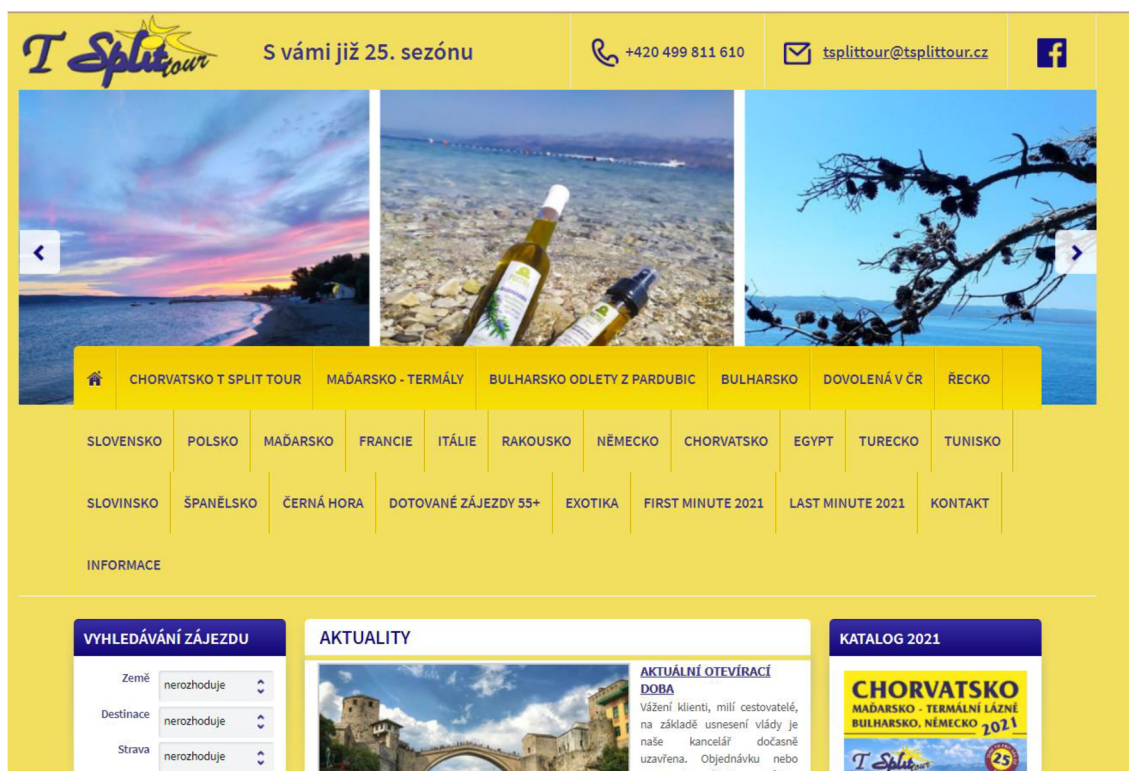 T Split tour
S vámi již 25. sezónu
+420 499 811 610
tsplittour@tsplittour.cz
CHORVATSKO T SPLIT TOUR
MAĎARSKO - TERMÁLY
BULHARSKO ODLETY Z PARDUBIC
BULHARSKO
DOVOLENÁ V ČR
ŘECKO
SLOVENSKO
POLSKO
MAĎARSKO
FRANCIE
ITÁLIE
RAKOUSKO
NĚMECKO
CHORVATSKO
EGYPT
TURECKO
TUNISKO
SLOVINSKO
ŠPANĚLSKO
ČERNÁ HORA
DOTOVANÉ ZÁJEZDY 55+
EXOTIKA
FIRST MINUTE 2021
LAST MINUTE 2021
KONTAKT
INFORMACE
VYHLEDÁVÁNÍ ZÁJEZDU
Země
nerozhoduje
Destinace
nerozhoduje
Strava
nerozhoduje
AKTUALITY
AKTUÁLNÍ OTEVÍRACÍ
DOBA
Vážení klienti, milí cestovatelé,
na základě usnesení vlády je
naše kancelář dočasně
uzavřena. Objednávku nebo
KATALOG 2021
CHORVATSKO
MAĎARSKO - TERMÁLNÍ LÁZNĚ
BULHARSKO, NĚMECKO 2021
T Split tour
25